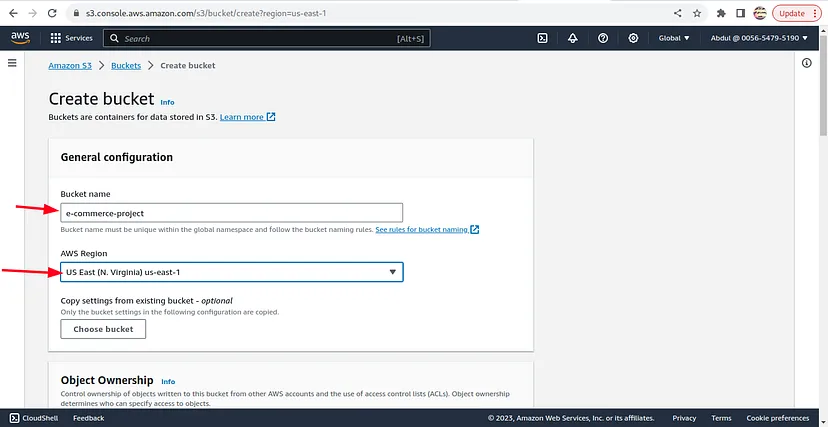 s3.console.aws.amazon.com/s3/bucket/create?region=us-east-1
Update
aws
Services
Search
[Alt+S]
Global
Abdul @ 0056-5479-5190
Amazon S3 > Buckets > Create bucket
Create bucket Info
Buckets are containers for data stored in S3. Learn more
General configuration
Bucket name
e-commerce-project
Bucket name must be unique within the global namespace and follow the bucket naming rules. See rules for bucket naming
AWS Region
US East (N. Virginia) us-east-1
Copy settings from existing bucket - optional
Only the bucket settings in the following configuration are copied.
Choose bucket
Object Ownership Info
Control ownership of objects written to this bucket from other AWS accounts and the use of access control lists (ACLs). Object ownership
determines who can specify access to objects.
CloudShell
Feedback
© 2023, Amazon Web Services, Inc. or its affiliates.
Privacy
Terms
Cookie preferences